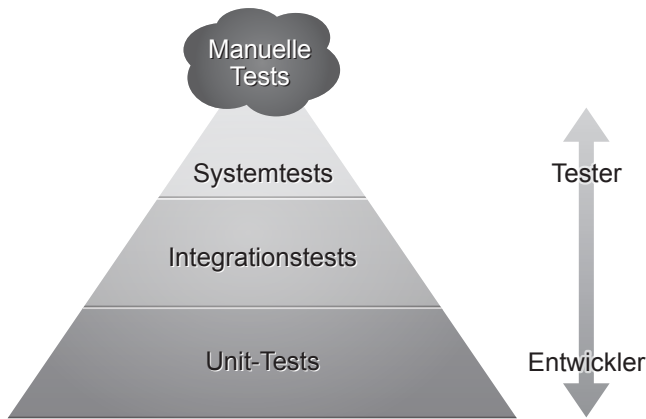 Manuelle
Tests
Systemtests
Tester
Integrationstests
Unit-Tests
Entwickler